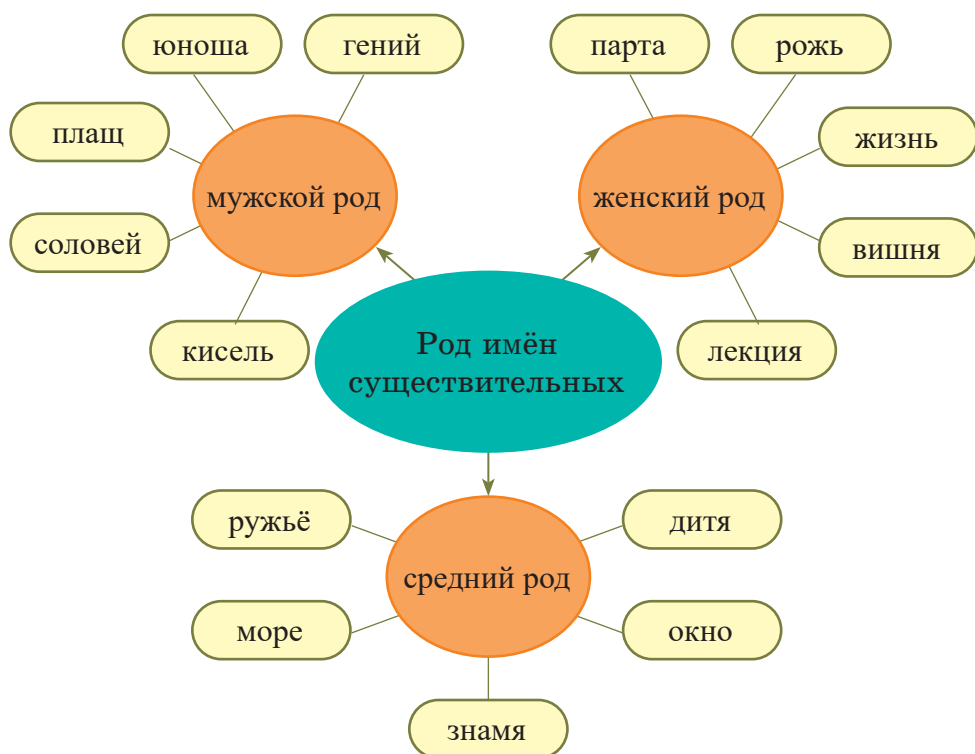 юноша
гений
парта
рожь
плащ
жизнь
мужской род
женский род
соловей
вишня
кисель
Род имён
существительных
лекция
ружьё
дитя
средний род
море
окно
знамя